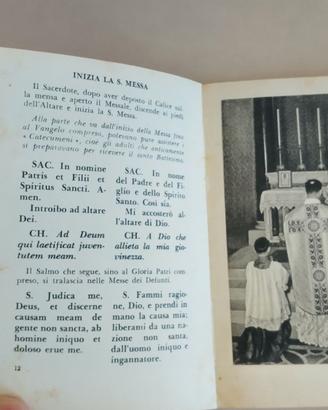 INIZIA LA S. MESSA
Il Sacerdote, dopo aver deposto il Calice sul-
la mensa e aperto il Messale, discende ai piedi
dell'Altare e inizia la S. Messa.
Alla parte che va dall'inizio della Messa fino
al Vangelo compreso, potevano pure assistere i
« Catecumeni », cioè gli adulti che anticamente
si preparavano per ricevere il santo Battesimo.
SAC. In nomine
Patris et Filii et
Spiritus Sancti. A-
men.
Introibo ad altare
Dei.
CH. Ad Deum
qui laetificat juven-
tutem meam.
SAC. In nome
del Padre e del Fi-
glio e dello Spirito
Santo. Così sia.
Mi accosterò al-
l'altare di Dio.
CH. A Dio che
allieta la mia gio-
vinezza.
Il Salmo che segue, sino al Gloria Patri com-
preso, si tralascia nelle Messe dei Defunti.
S. Judica me,
Deus, et discerne
causam meam de
gente non sancta, ab
homine iniquo et
doloso erue me.
S. Fammi ragio-
ne, Dio, e prendi in
mano la causa mia;
liberami da una na-
zione non santa,
dall'uomo iniquo e
ingannatore.
12